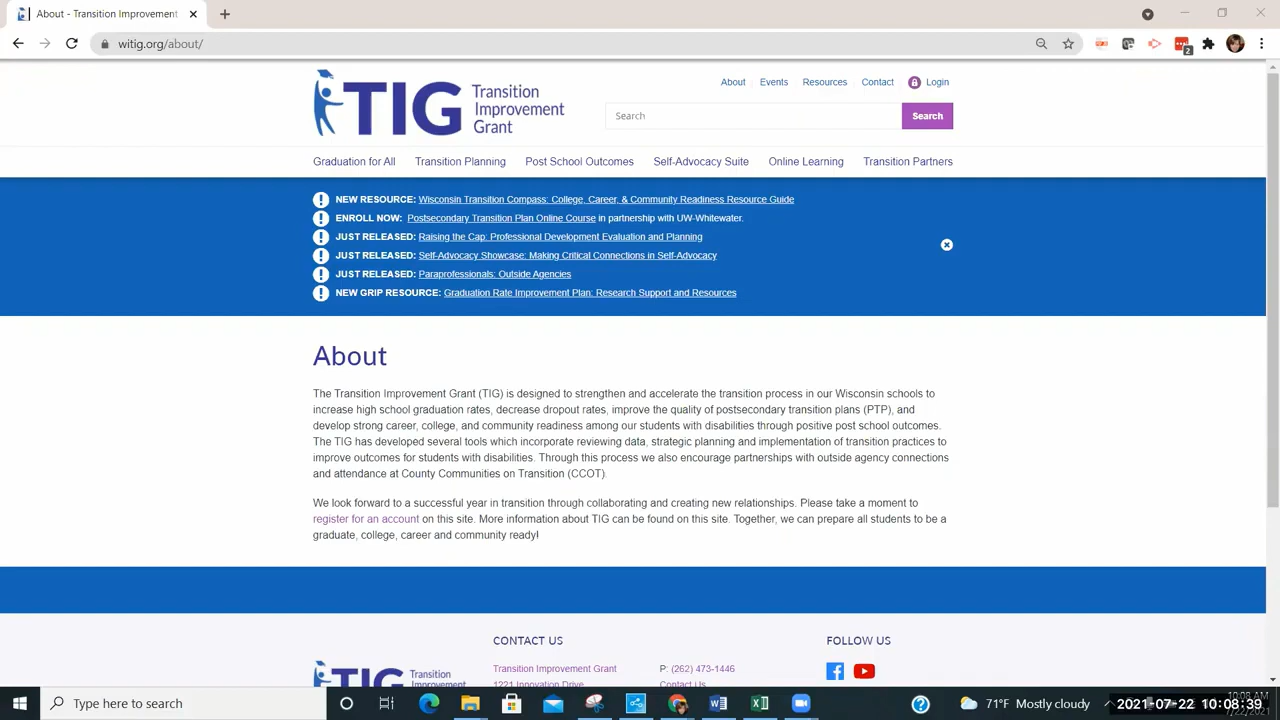 About - Transition Improvement
witig.org/about/
2
TIG Transition Improvement Grant
About
Events
Resources
Contact
Login
Search
Search
Graduation for All
Transition Planning
Post School Outcomes
Self-Advocacy Suite
Online Learning
Transition Partners
NEW RESOURCE: Wisconsin Transition Compass: College, Career, & Community Readiness Resource Guide
ENROLL NOW: Postsecondary Transition Plan Online Course in partnership with UW-Whitewater.
JUST RELEASED: Raising the Cap: Professional Development Evaluation and Planning
JUST RELEASED: Self-Advocacy Showcase: Making Critical Connections in Self-Advocacy
JUST RELEASED: Paraprofessionals: Outside Agencies
NEW GRIP RESOURCE: Graduation Rate Improvement Plan: Research Support and Resources
About
The Transition Improvement Grant (TIG) is designed to strengthen and accelerate the transition process in our Wisconsin schools to
increase high school graduation rates, decrease dropout rates, improve the quality of postsecondary transition plans (PTP), and
develop strong career, college, and community readiness among our students with disabilities through positive post school outcomes.
The TIG has developed several tools which incorporate reviewing data, strategic planning and implementation of transition practices to
improve outcomes for students with disabilities. Through this process we also encourage partnerships with outside agency connections
and attendance at County Communities on Transition (CCOT).
We look forward to a successful year in transition through collaborating and creating new relationships. Please take a moment to
register for an account on this site. More information about TIG can be found on this site. Together, we can prepare all students to be a
graduate, college, career and community ready!
CONTACT US
FOLLOW US
TIG Transition Improvement
Transition Improvement Grant
1221 Innovation Drive
P: (262) 473-1446
Contact Us
Type here to search
71°F Mostly cloudy
10:08 AM
2021-07-22 10:08:39
7/22/2021